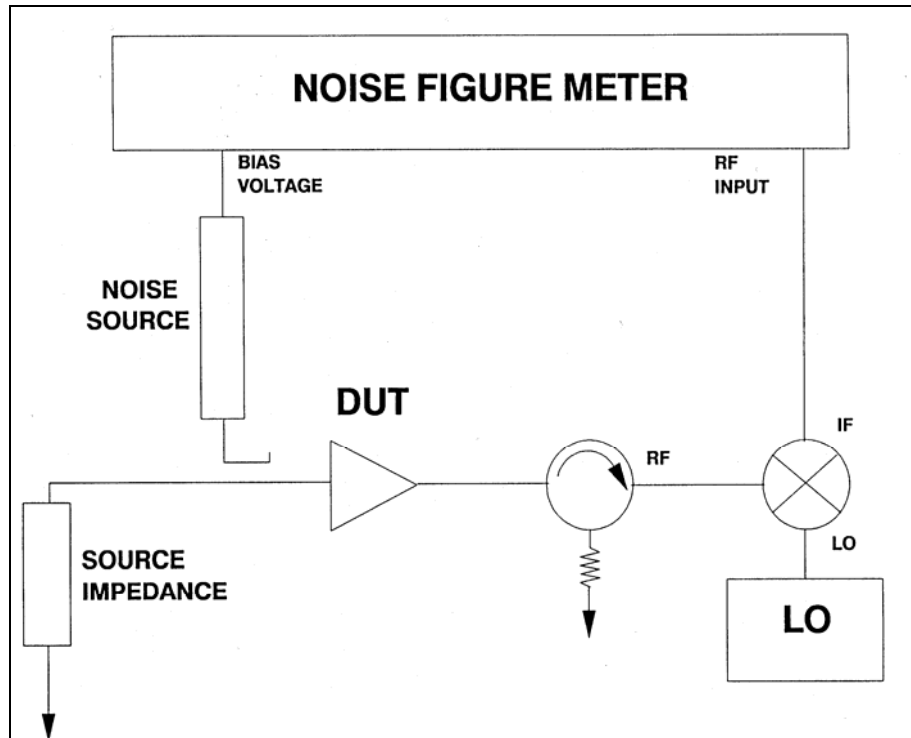 NOISE FIGURE METER
BIAS
VOLTAGE
RF
INPUT
NOISE
SOURCE
DUT
IF
RF
LO
SOURCE
IMPEDANCE
LO